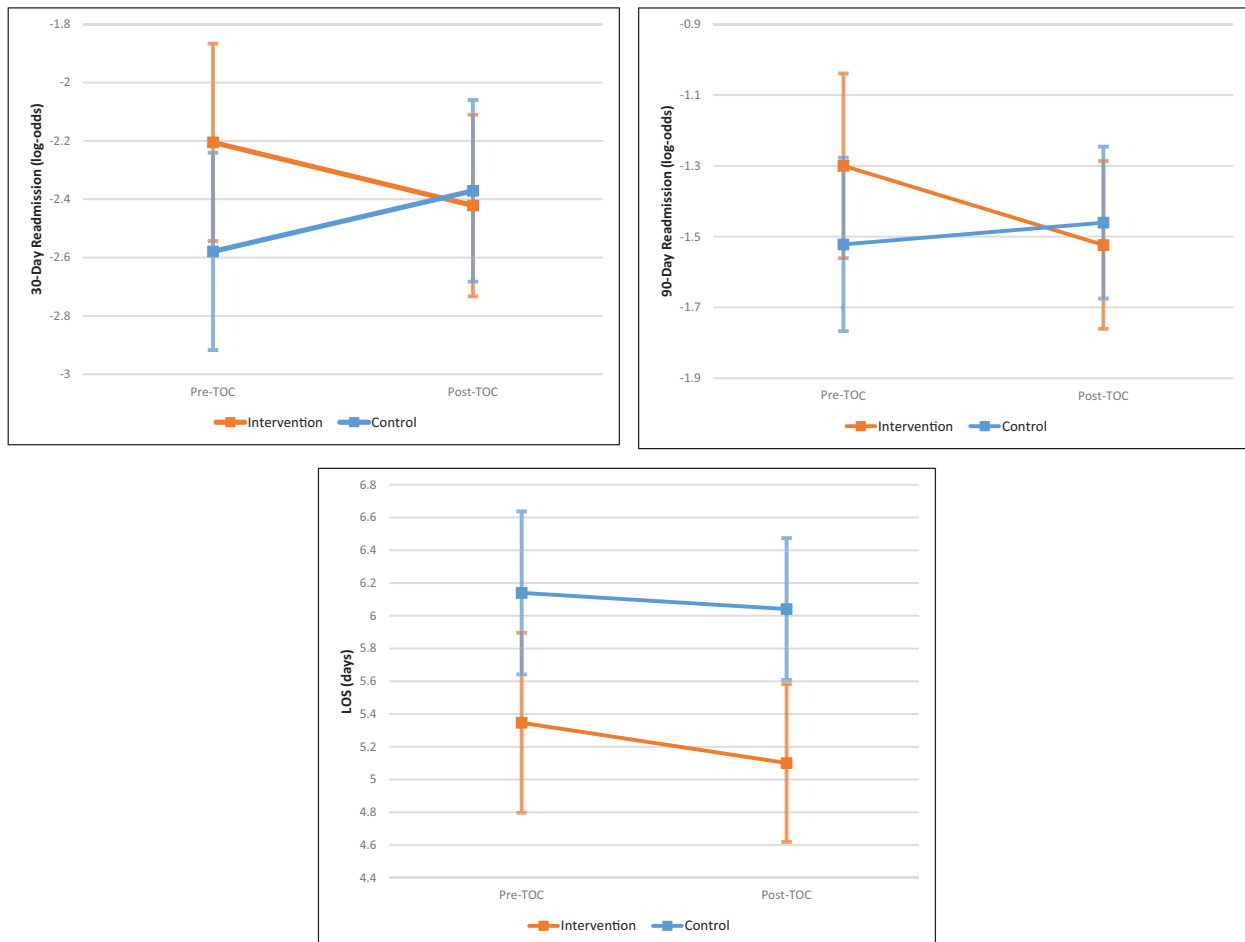 -1.8
-2
-2.2
-2.4
-2.6
-2.8
-3
30-Day Readmission (log-odds)
Pre-TOC Post-TOC
Intervention Control
-0.9
-1.1
-1.3
-1.5
-1.7
-1.9
90-Day Readmission (log-odds)
Pre-TOC Post-TOC
Intervention Control
6.8
6.6
6.4
6.2
6
5.8
5.6
5.4
5.2
5
4.8
4.6
4.4
LOS (days)
Pre-TOC Post-TOC
Intervention Control